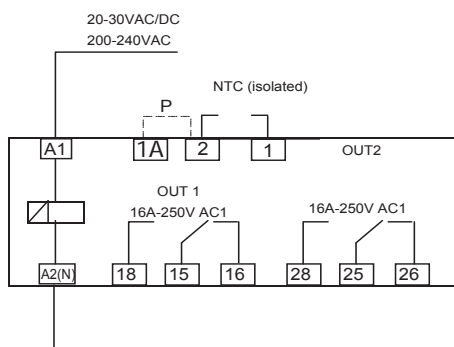 20-30VAC/DC
200-240VAC
NTC (isolated)
P
A1
1A
2
1
OUT2
OUT 1
16A-250V AC1
16A-250V AC1
A2(N)
18
15
16
28
25
26